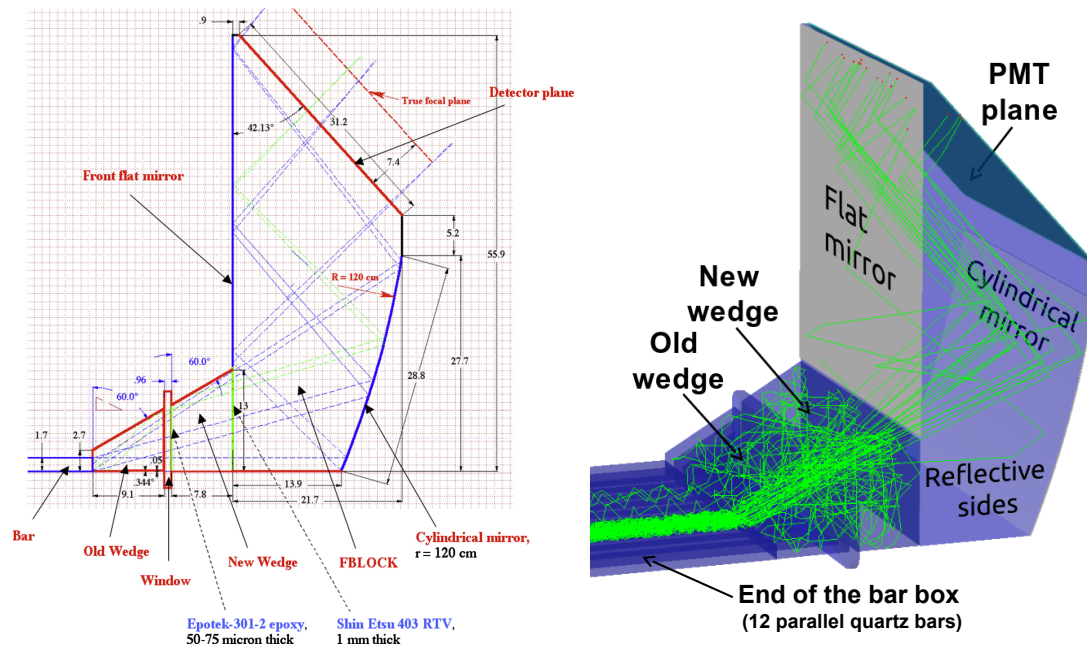 .9
True focal plane
Detector plane
31.2
42.13°
7.4
Front flat mirror
5.2
55.9
R = 120 cm
27.7
28.8
60.0°
.96
60.0°
13
1.7
2.7
.05
.344°
9.1
7.8
13.9
21.7
Bar
Old Wedge
Window
New Wedge
FBLOCK
Cylindrical mirror,
r = 120 cm
Epotek-301-2 epoxy,
50-75 micron thick
Shin Etsu 403 RTV,
1 mm thick
PMT
plane
Flat
mirror
New
wedge
Old
wedge
Cylindrical
mirror
Reflective
sides
End of the bar box
(12 parallel quartz bars)